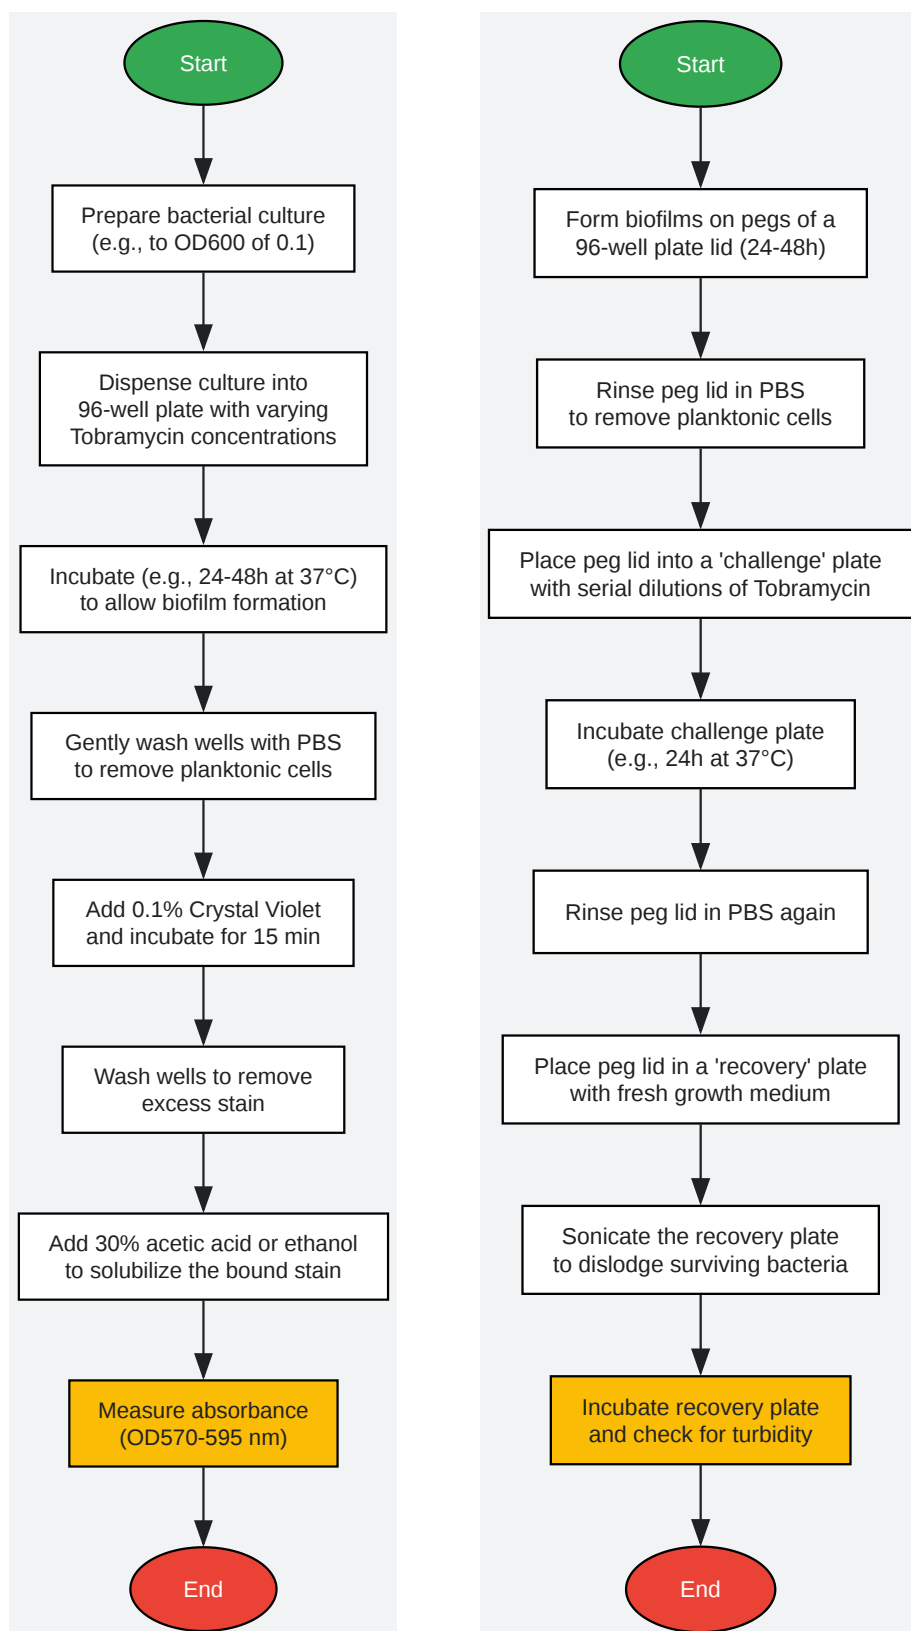 Start
Prepare bacterial culture
(e.g., to OD600 of 0.1)
Dispense culture into
96-well plate with varying
Tobramycin concentrations
Incubate (e.g., 24-48h at 37°C)
to allow biofilm formation
Gently wash wells with PBS
to remove planktonic cells
Add 0.1% Crystal Violet
and incubate for 15 min
Wash wells to remove
excess stain
Add 30% acetic acid or ethanol
to solubilize the bound stain
Measure absorbance
(OD570-595 nm)
End
Start
Form biofilms on pegs of a
96-well plate lid (24-48h)
Rinse peg lid in PBS
to remove planktonic cells
Place peg lid into a 'challenge' plate
with serial dilutions of Tobramycin
Incubate challenge plate
(e.g., 24h at 37°C)
Rinse peg lid in PBS again
Place peg lid in a 'recovery' plate
with fresh growth medium
Sonicate the recovery plate
to dislodge surviving bacteria
Incubate recovery plate
and check for turbidity
End